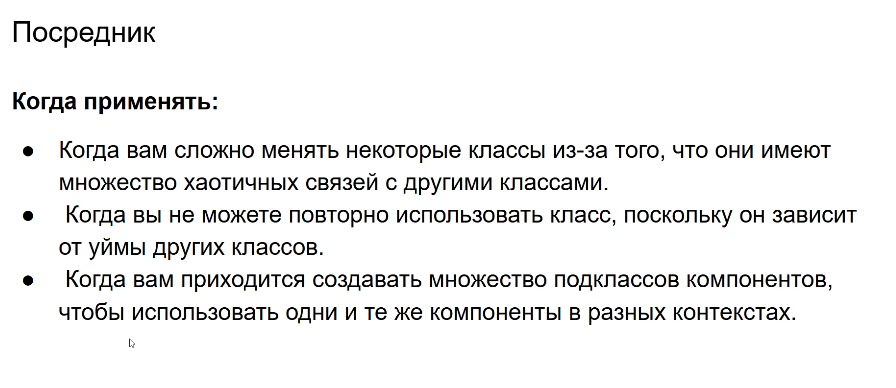 Посредник
Когда применять:
● Когда вам сложно менять некоторые классы из-за того, что они имеют
множество хаотичных связей с другими классами.
● Когда вы не можете повторно использовать класс, поскольку он зависит
от уймы других классов.
● Когда вам приходится создавать множество подклассов компонентов,
чтобы использовать одни и те же компоненты в разных контекстах.